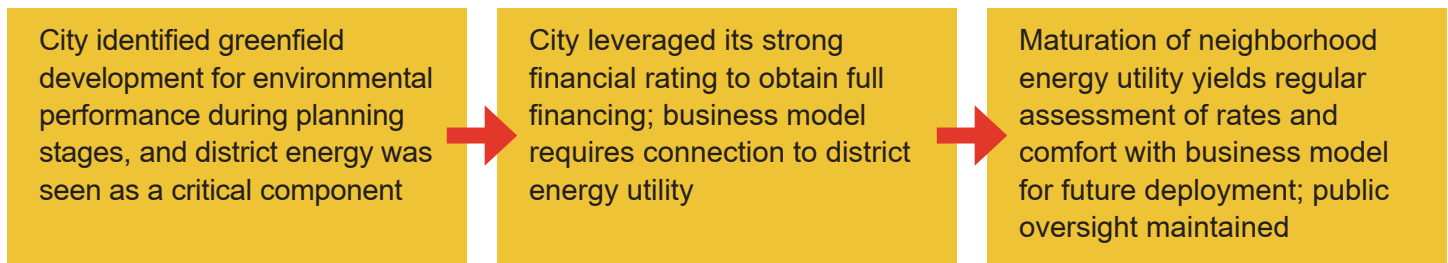 City identified greenfield
development for environmental
performance during planning
stages, and district energy was
seen as a critical component
City leveraged its strong
financial rating to obtain full
financing; business model
requires connection to district
energy utility
Maturation of neighborhood
energy utility yields regular
assessment of rates and
comfort with business model
for future deployment; public
oversight maintained